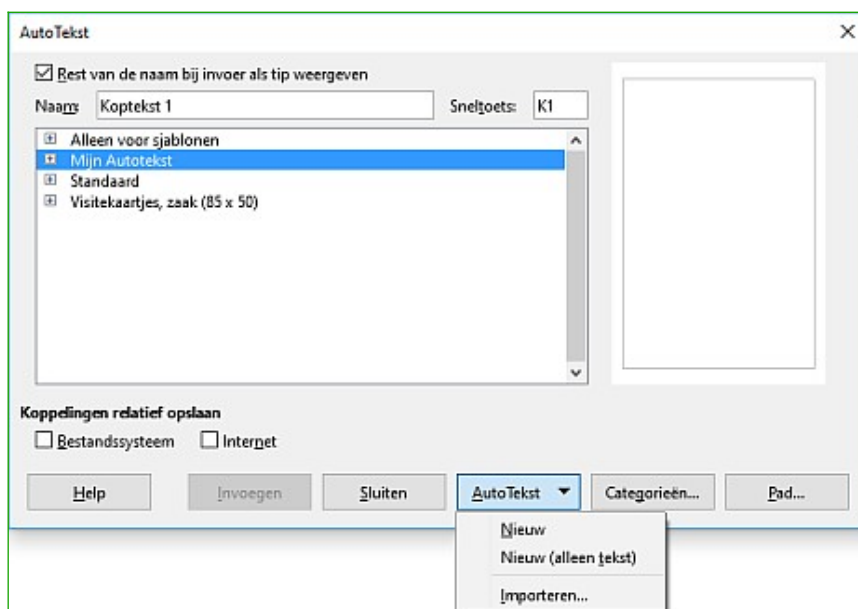 AutoTekst
Rest van de naam bij invoer als tip weergeven
Naam: Koptekst 1 Sneltoets: K1
Alleen voor sjablonen
Mijn Autotekst
Standaard
Visitekaartjes, zaak (85 x 50)
Koppelingen relatief opslaan
Bestandssysteem Internet
Help Invoegen Sluiten AutoTekst Categorieën... Pad...
Nieuw
Nieuw (alleen tekst)
Importeren...